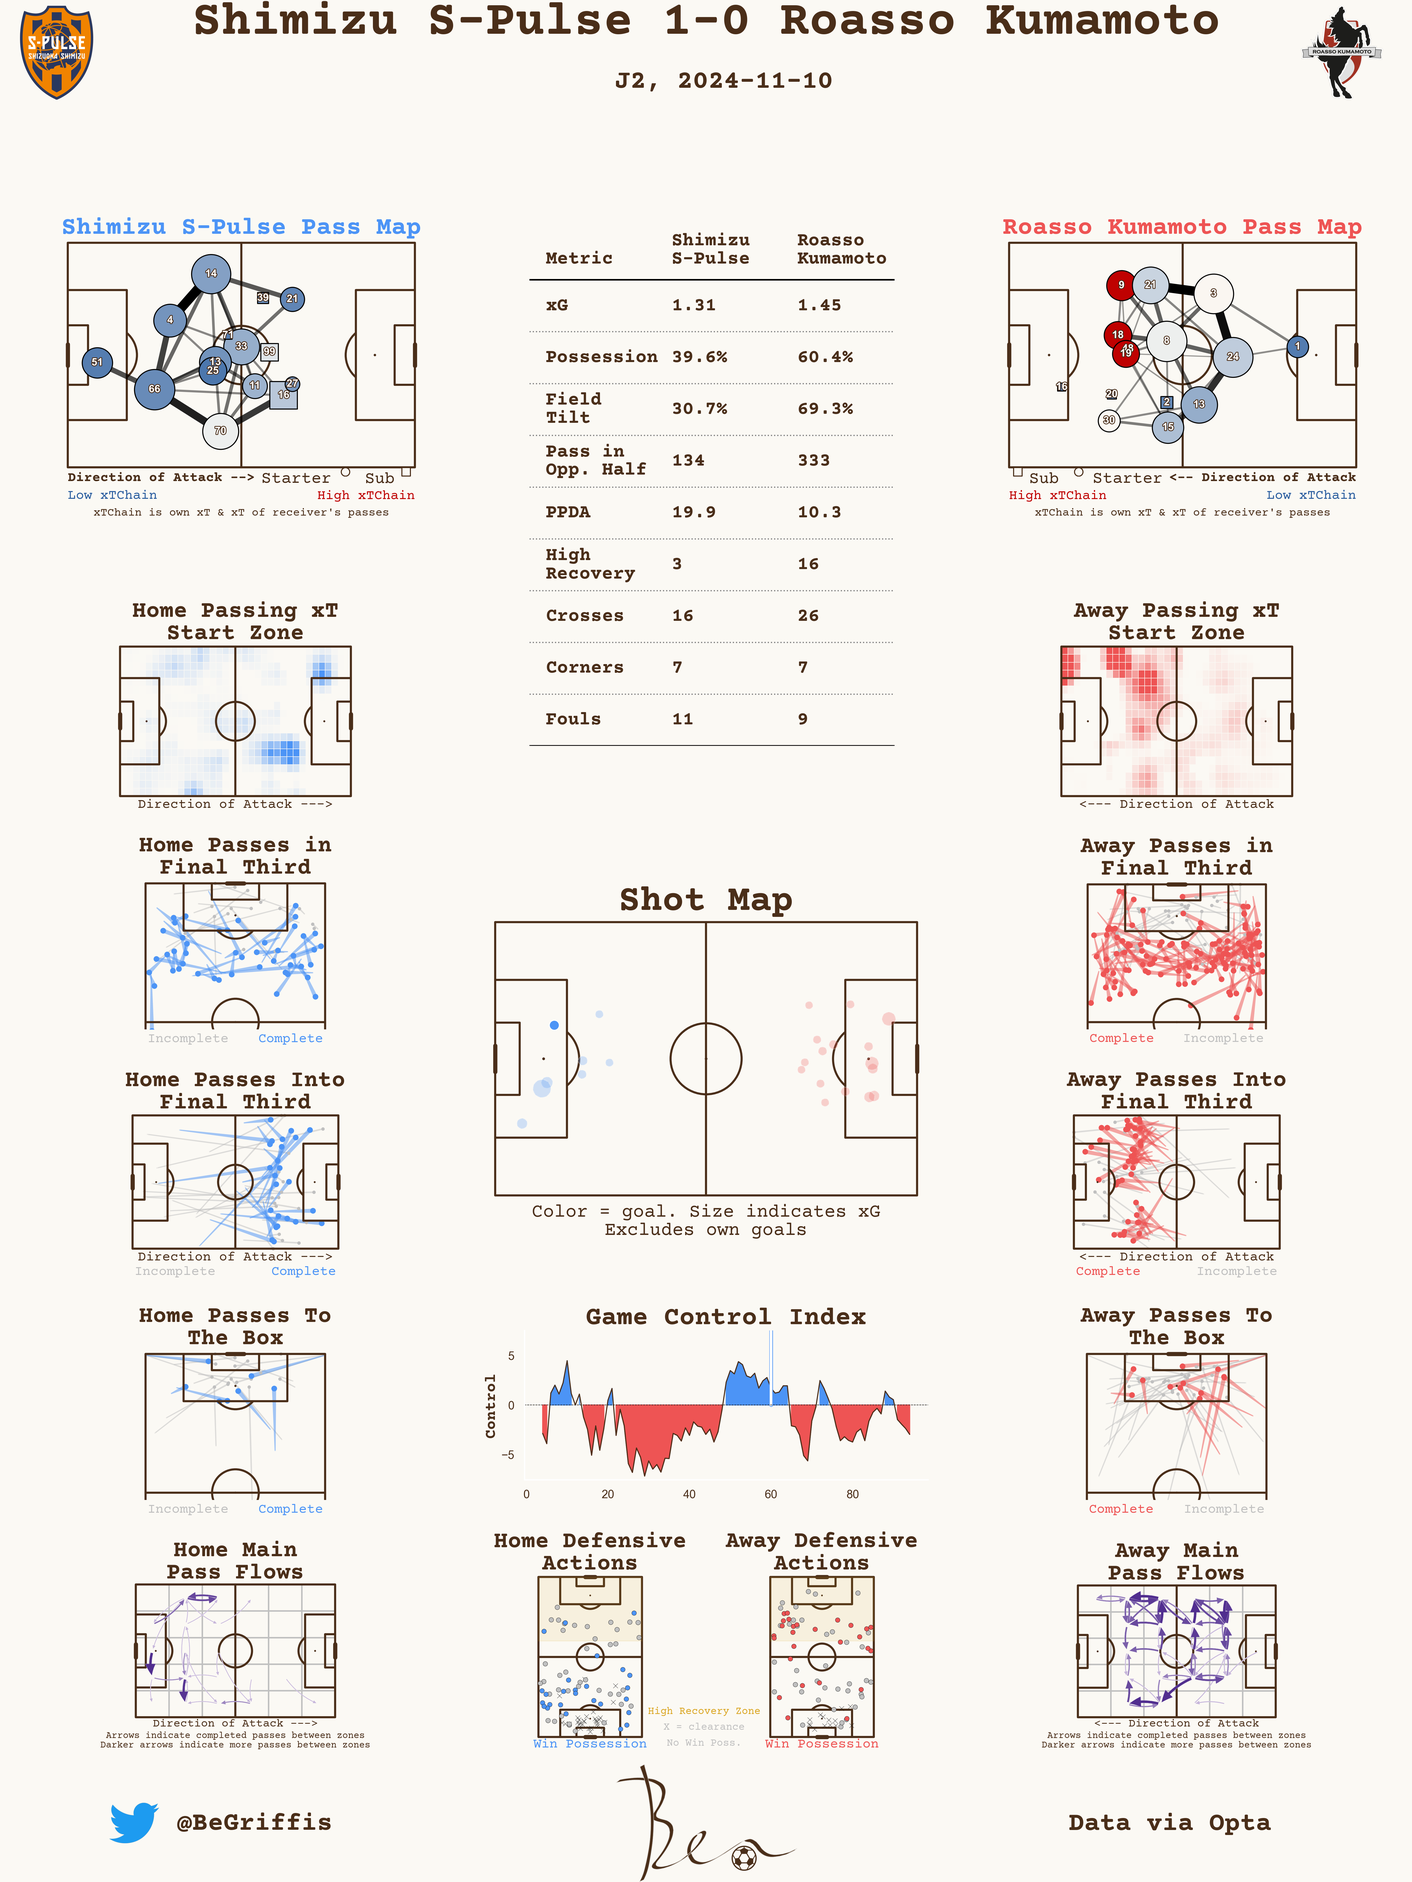 Shimizu S-Pulse 1-0 Roasso Kumamoto
J2, 2024-11-10
S-PULSE
SHIZUOKA SHIMIZU
ROASSO KUMAMOTO
Shimizu S-Pulse Pass Map
14
39
21
4
71
33
99
13
25
51
66
11
27
16
70
Direction of Attack --> Starter Sub
Low xTChain High xTChain
xTChain is own xT & xT of receiver's passes
Metric Shimizu S-Pulse Roasso Kumamoto
xG 1.31 1.45
Possession 39.6% 60.4%
Field Tilt 30.7% 69.3%
Pass in Opp. Half 134 333
PPDA 19.9 10.3
High Recovery 3 16
Crosses 16 26
Corners 7 7
Fouls 11 9
Roasso Kumamoto Pass Map
9
21
3
18
8
19
24
1
16
20
2
13
30
15
Sub Starter <-- Direction of Attack
High xTChain Low xTChain
xTChain is own xT & xT of receiver's passes
Home Passing xT
Start Zone
Direction of Attack --->
Away Passing xT
Start Zone
<--- Direction of Attack
Home Passes in
Final Third
Incomplete Complete
Away Passes in
Final Third
Complete Incomplete
Shot Map
Color = goal. Size indicates xG
Excludes own goals
Home Passes Into
Final Third
Direction of Attack --->
Incomplete Complete
Away Passes Into
Final Third
<--- Direction of Attack
Complete Incomplete
Home Passes To
The Box
Incomplete Complete
Game Control Index
Control
5
0
−5
0 20 40 60 80
Away Passes To
The Box
Complete Incomplete
Home Main
Pass Flows
Direction of Attack --->
Arrows indicate completed passes between zones
Darker arrows indicate more passes between zones
Home Defensive
Actions
Win Possession
Away Defensive
Actions
Win Possession
High Recovery Zone
X = clearance
No Win Poss.
Away Main
Pass Flows
<--- Direction of Attack
Arrows indicate completed passes between zones
Darker arrows indicate more passes between zones
@BeGriffis
Ben
Data via Opta